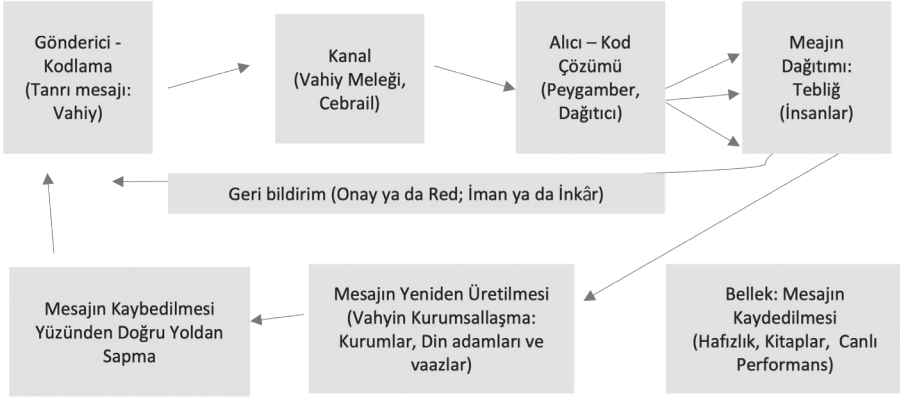 Gönderici -
Kodlama
(Tanrı mesajı:
Vahiy)
Kanal
(Vahiy Meleği,
Cebrail)
Alıcı – Kod
Çözümü
(Peygamber,
Dağıtıcı)
Meajın
Dağıtımı:
Tebliğ
(İnsanlar)
Geri bildirim (Onay ya da Red; İman ya da İnkâr)
Mesajın Kaybedilmesi
Yüzünden Doğru Yoldan
Sapma
Mesajın Yeniden Üretilmesi
(Vahyin Kurumsallaşma:
Kurumlar, Din adamları ve
vaazlar)
Bellek: Mesajın
Kaydedilmesi
(Hafızlık, Kitaplar, Canlı
Performans)